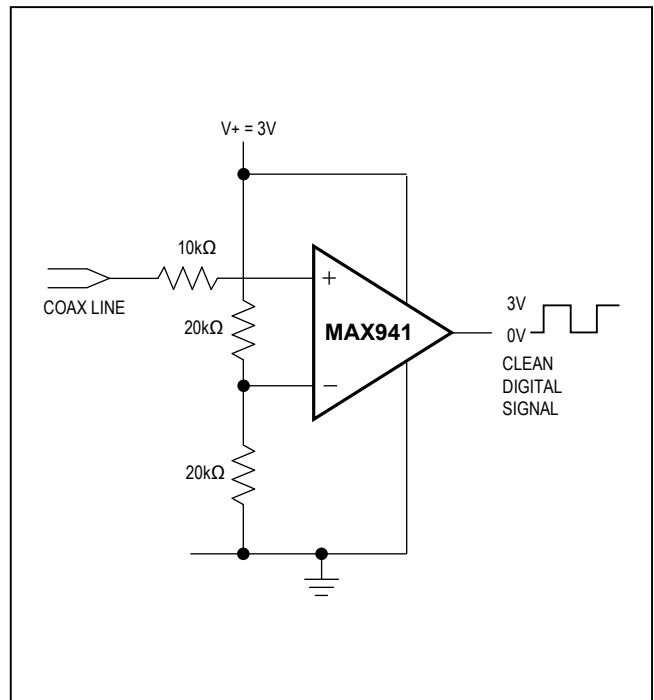 V+ = 3V
10kΩ
COAX LINE
20kΩ
+
MAX941
−
20kΩ
3V
0V
CLEAN
DIGITAL
SIGNAL